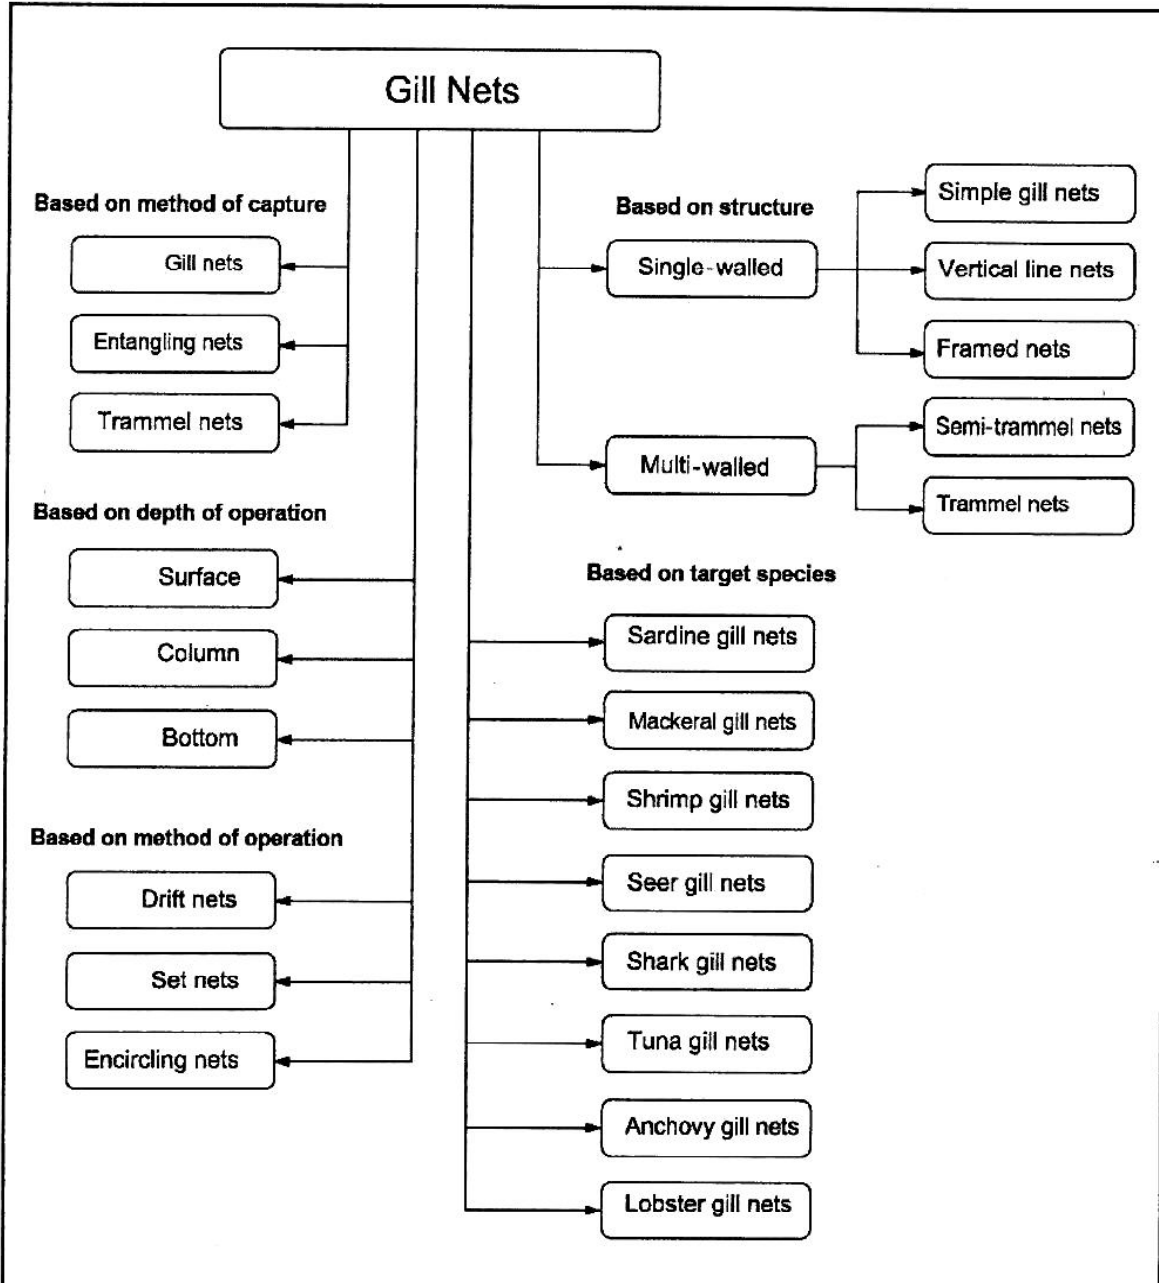 Gill Nets
Based on method of capture
Gill nets
Entangling nets
Trammel nets
Based on depth of operation
Surface
Column
Bottom
Based on method of operation
Drift nets
Set nets
Encircling nets
Based on structure
Single-walled
Simple gill nets
Vertical line nets
Framed nets
Multi-walled
Semi-trammel nets
Trammel nets
Based on target species
Sardine gill nets
Mackeral gill nets
Shrimp gill nets
Seer gill nets
Shark gill nets
Tuna gill nets
Anchovy gill nets
Lobster gill nets